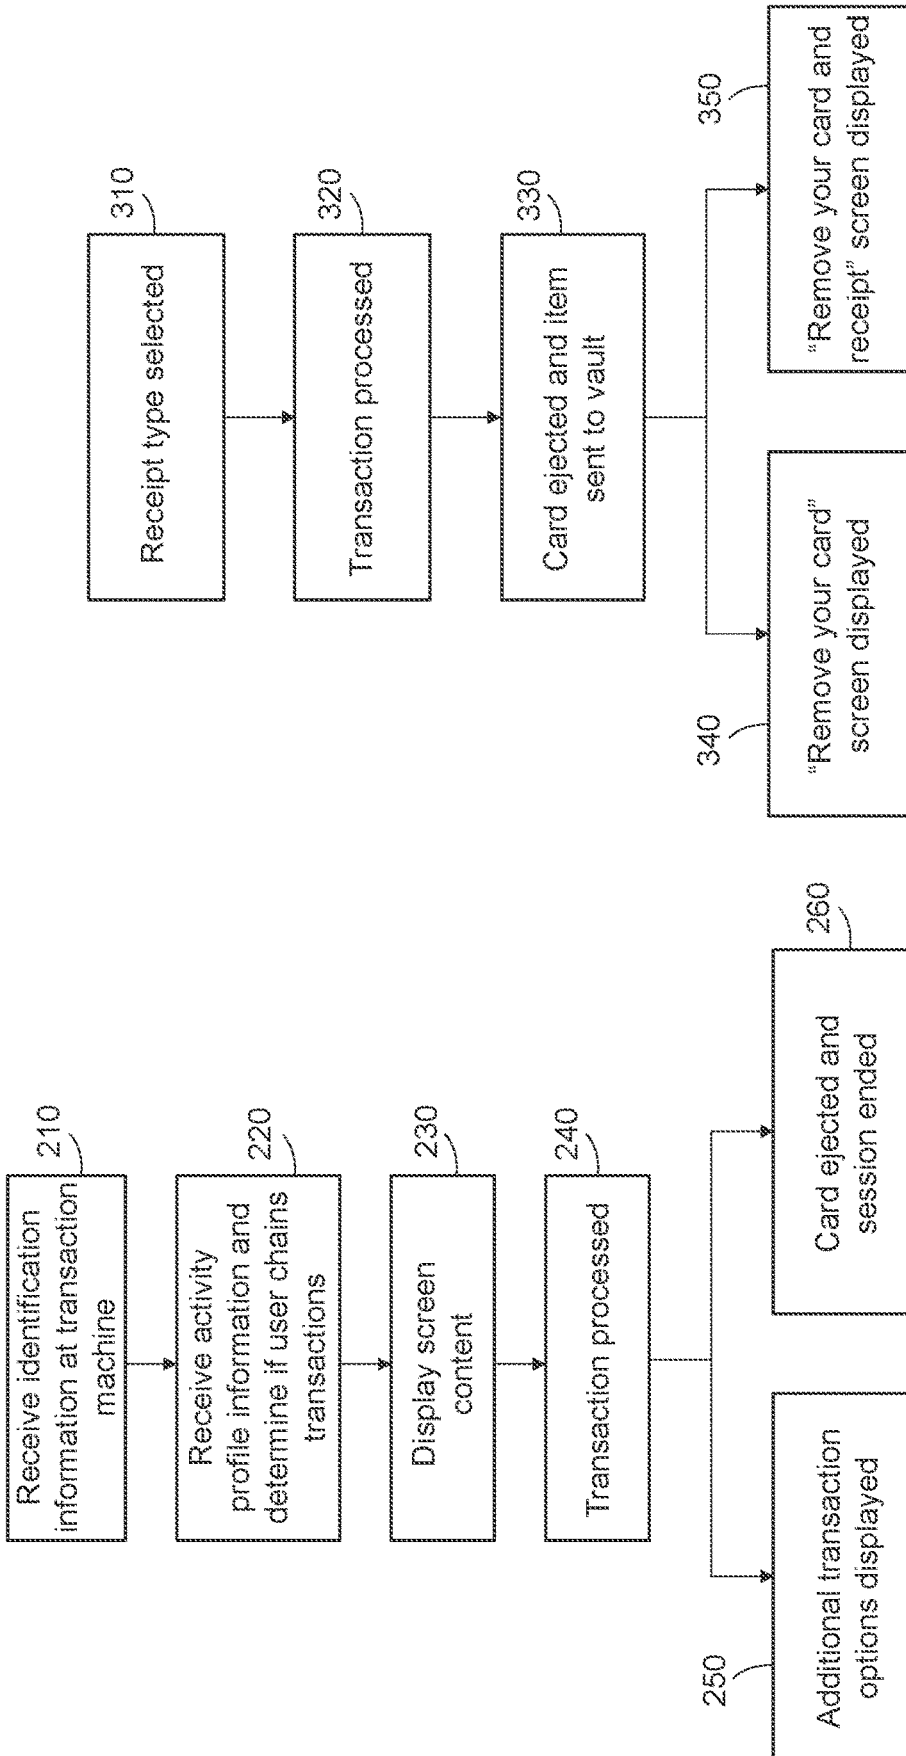 210
Receive identification
information at transaction
machine
220
Receive activity
profile information and
determine if user chains
transactions
230
Display screen
content
240
Transaction processed
250
Additional transaction
options displayed
260
Card ejected and
session ended
310
Receipt type selected
320
Transaction processed
330
Card ejected and item
sent to vault
340
“Remove your card”
screen displayed
350
“Remove your card and
receipt” screen displayed